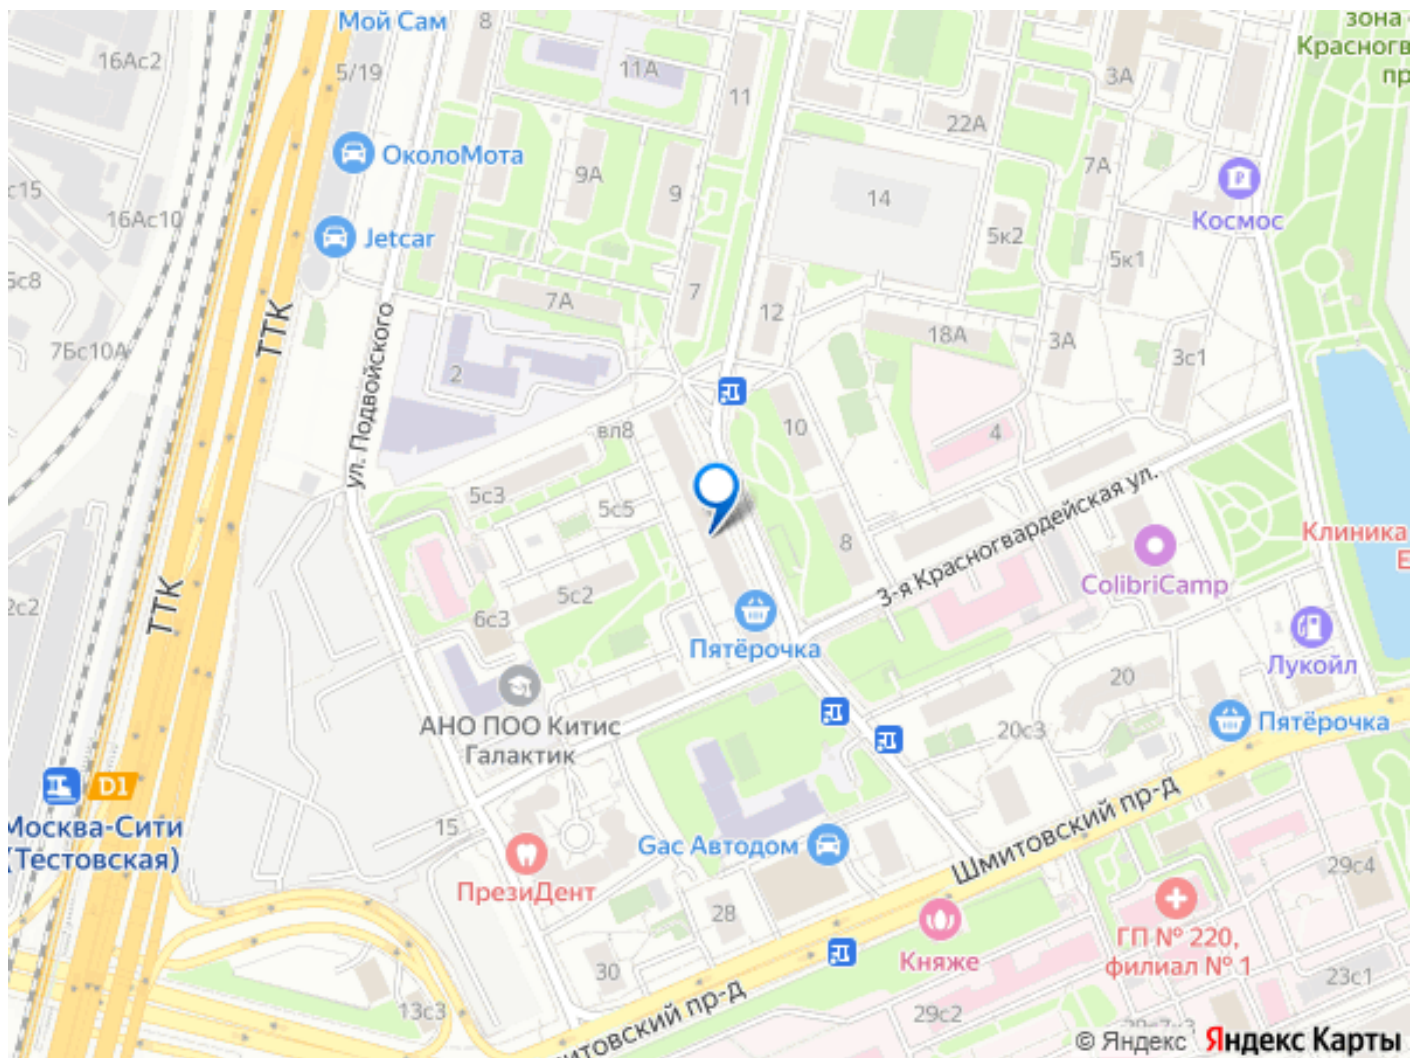 Мой Сам
8
зона
Красногв
пр
16Ас2
5/19
11А
3А
11
22А
ОколоМота
9А
9
7А
с15
16Ас10
14
Космос
Jetcar
5к2
5к1
5с8
ТТК
7А
7
12
18А
3А
3с1
7Бс10А
ул. Подвойского
2
вл8
10
4
5с3
5с5
3-я Красногвардейская ул.
Клиника
Е
8
ColibriCamp
2с2
ТТК
5с2
6с3
Пятёрочка
Лукойл
20
АНО ПОО Китис
Галактик
20с3
Пятёрочка
D1
Москва-Сити
(Тестовская)
15
Gac Автодом
Шмитовский пр-д
ПрезиДент
29с4
28
ГП № 220,
филиал № 1
Княже
30
23с1
13с3
Шмитовский пр-д
29с2
© Яндекс Яндекс Карты